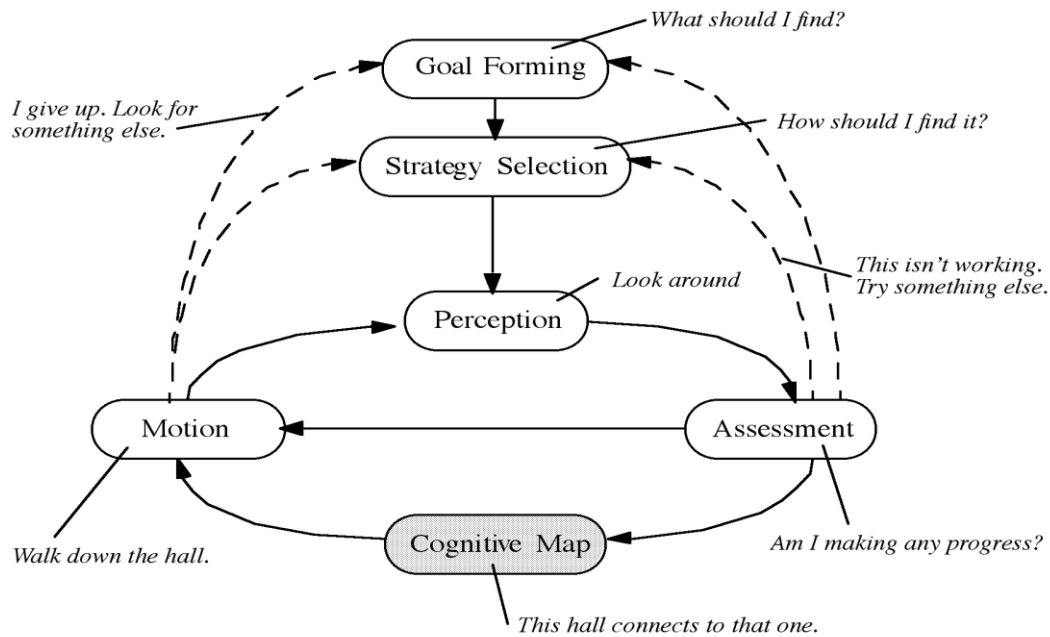 What should I find?
Goal Forming
I give up. Look for
something else.
How should I find it?
Strategy Selection
This isn't working.
Try something else.
Look around
Perception
Motion
Assessment
Walk down the hall.
Cognitive Map
Am I making any progress?
This hall connects to that one.